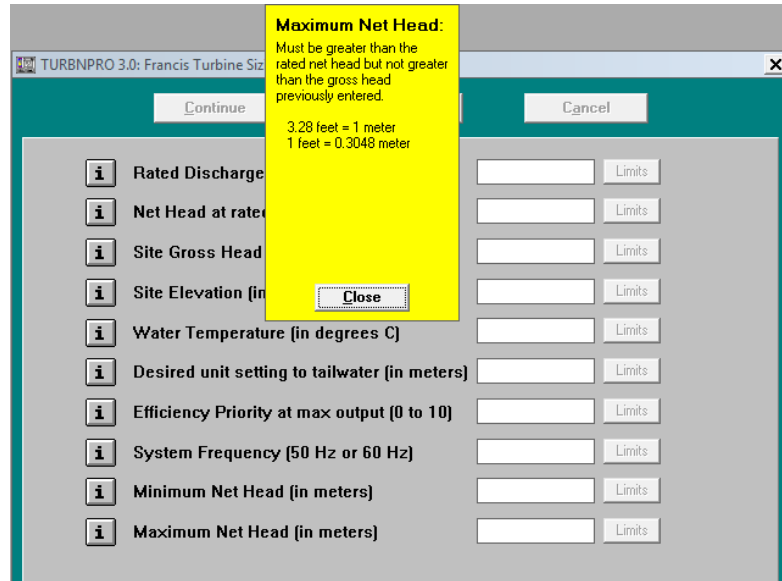 Maximum Net Head:
Must be greater than the
rated net head but not greater
than the gross head
previously entered.
3.28 feet = 1 meter
1 feet = 0.3048 meter
Close
TURBNPRO 3.0: Francis Turbine Siz
Continue
Cancel
i Rated Discharge Limits
i Net Head at rated Limits
i Site Gross Head Limits
i Site Elevation (in Limits
i Water Temperature (in degrees C) Limits
i Desired unit setting to tailwater (in meters) Limits
i Efficiency Priority at max output (0 to 10) Limits
i System Frequency (50 Hz or 60 Hz) Limits
i Minimum Net Head (in meters) Limits
i Maximum Net Head (in meters) Limits